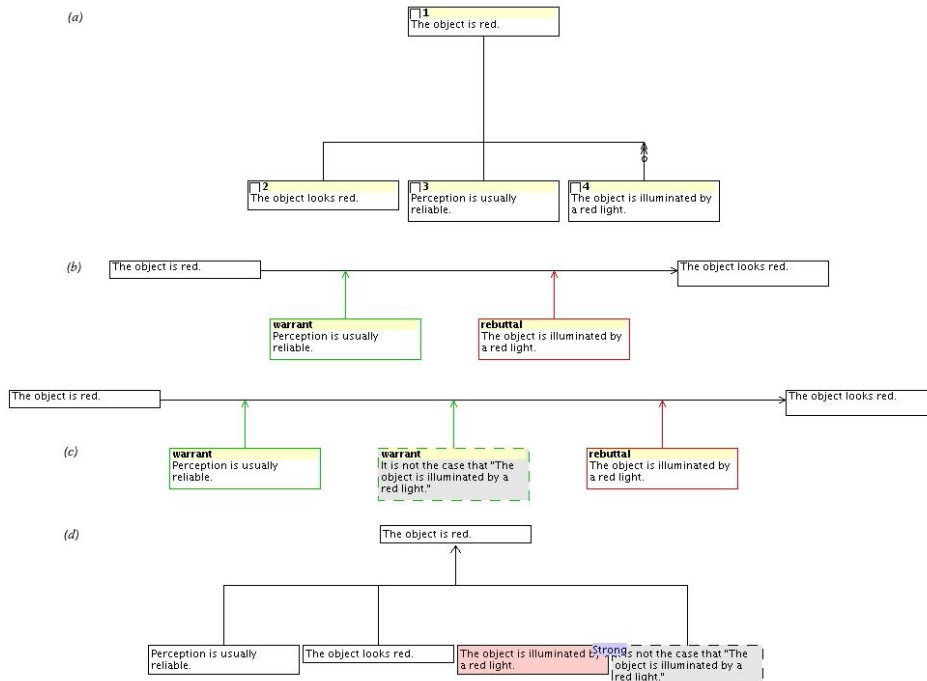 (a)
1
The object is red.
2
The object looks red.
3
Perception is usually
reliable.
4
The object is illuminated by
a red light.
(b)
The object is red.
The object looks red.
warrant
Perception is usually
reliable.
rebuttal
The object is illuminated by
a red light.
The object is red.
The object looks red.
(c)
warrant
Perception is usually
reliable.
warrant
It is not the case that "The
object is illuminated by a
red light."
rebuttal
The object is illuminated by
a red light.
(d)
The object is red.
Perception is usually
reliable.
The object looks red.
The object is illuminated
a red light.
Strong
is not the case that "The
object is illuminated by a
red light."